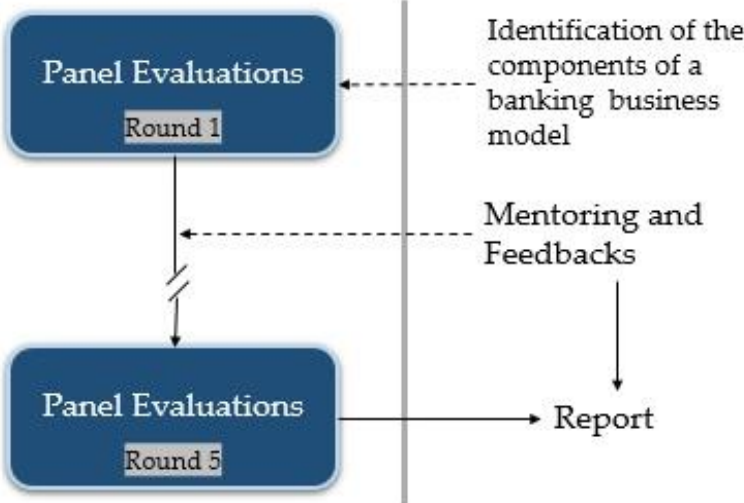 Panel Evaluations
Round 1
Identification of the
components of a
banking business
model
Mentoring and
Feedbacks
Panel Evaluations
Round 5
Report